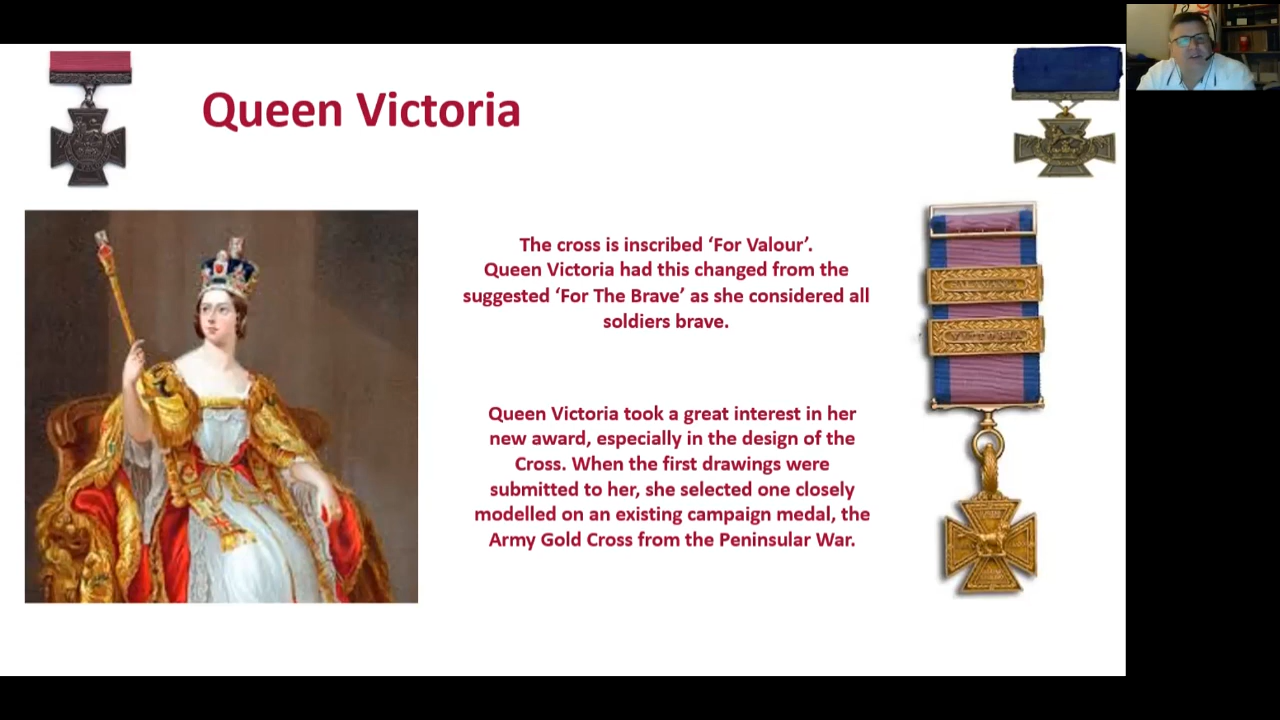 Queen Victoria
The cross is inscribed ‘For Valour’.
Queen Victoria had this changed from the
suggested ‘For The Brave’ as she considered all
soldiers brave.
Queen Victoria took a great interest in her
new award, especially in the design of the
Cross. When the first drawings were
submitted to her, she selected one closely
modelled on an existing campaign medal, the
Army Gold Cross from the Peninsular War.